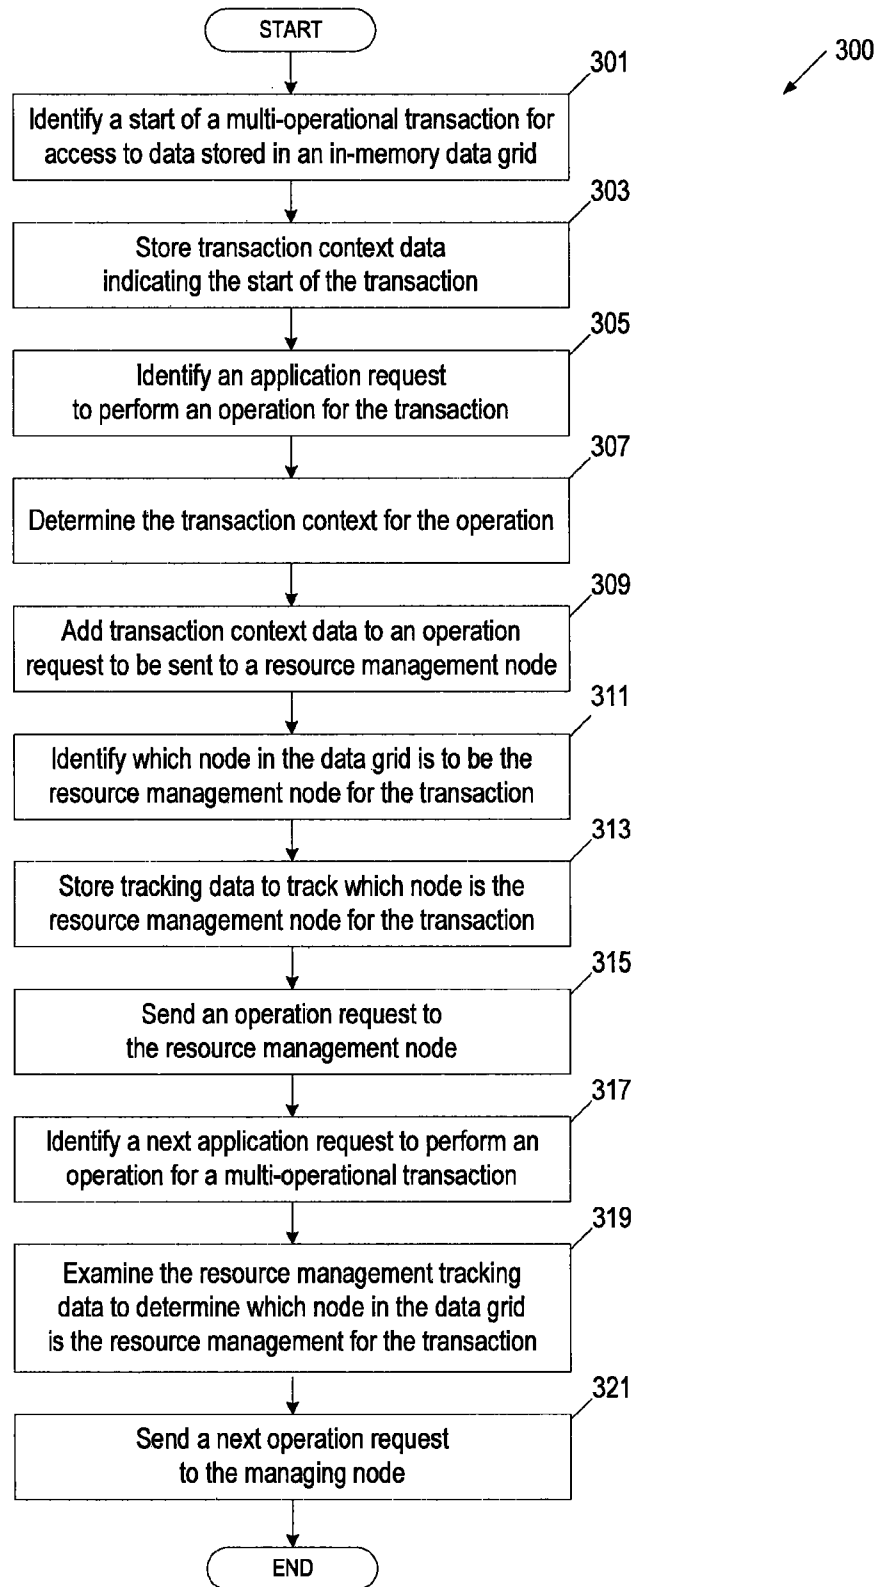 START
300
301
Identify a start of a multi-operational transaction for
access to data stored in an in-memory data grid
303
Store transaction context data
indicating the start of the transaction
305
Identify an application request
to perform an operation for the transaction
307
Determine the transaction context for the operation
309
Add transaction context data to an operation
request to be sent to a resource management node
311
Identify which node in the data grid is to be the
resource management node for the transaction
313
Store tracking data to track which node is the
resource management node for the transaction
315
Send an operation request to
the resource management node
317
Identify a next application request to perform an
operation for a multi-operational transaction
319
Examine the resource management tracking
data to determine which node in the data grid
is the resource management for the transaction
321
Send a next operation request
to the managing node
END